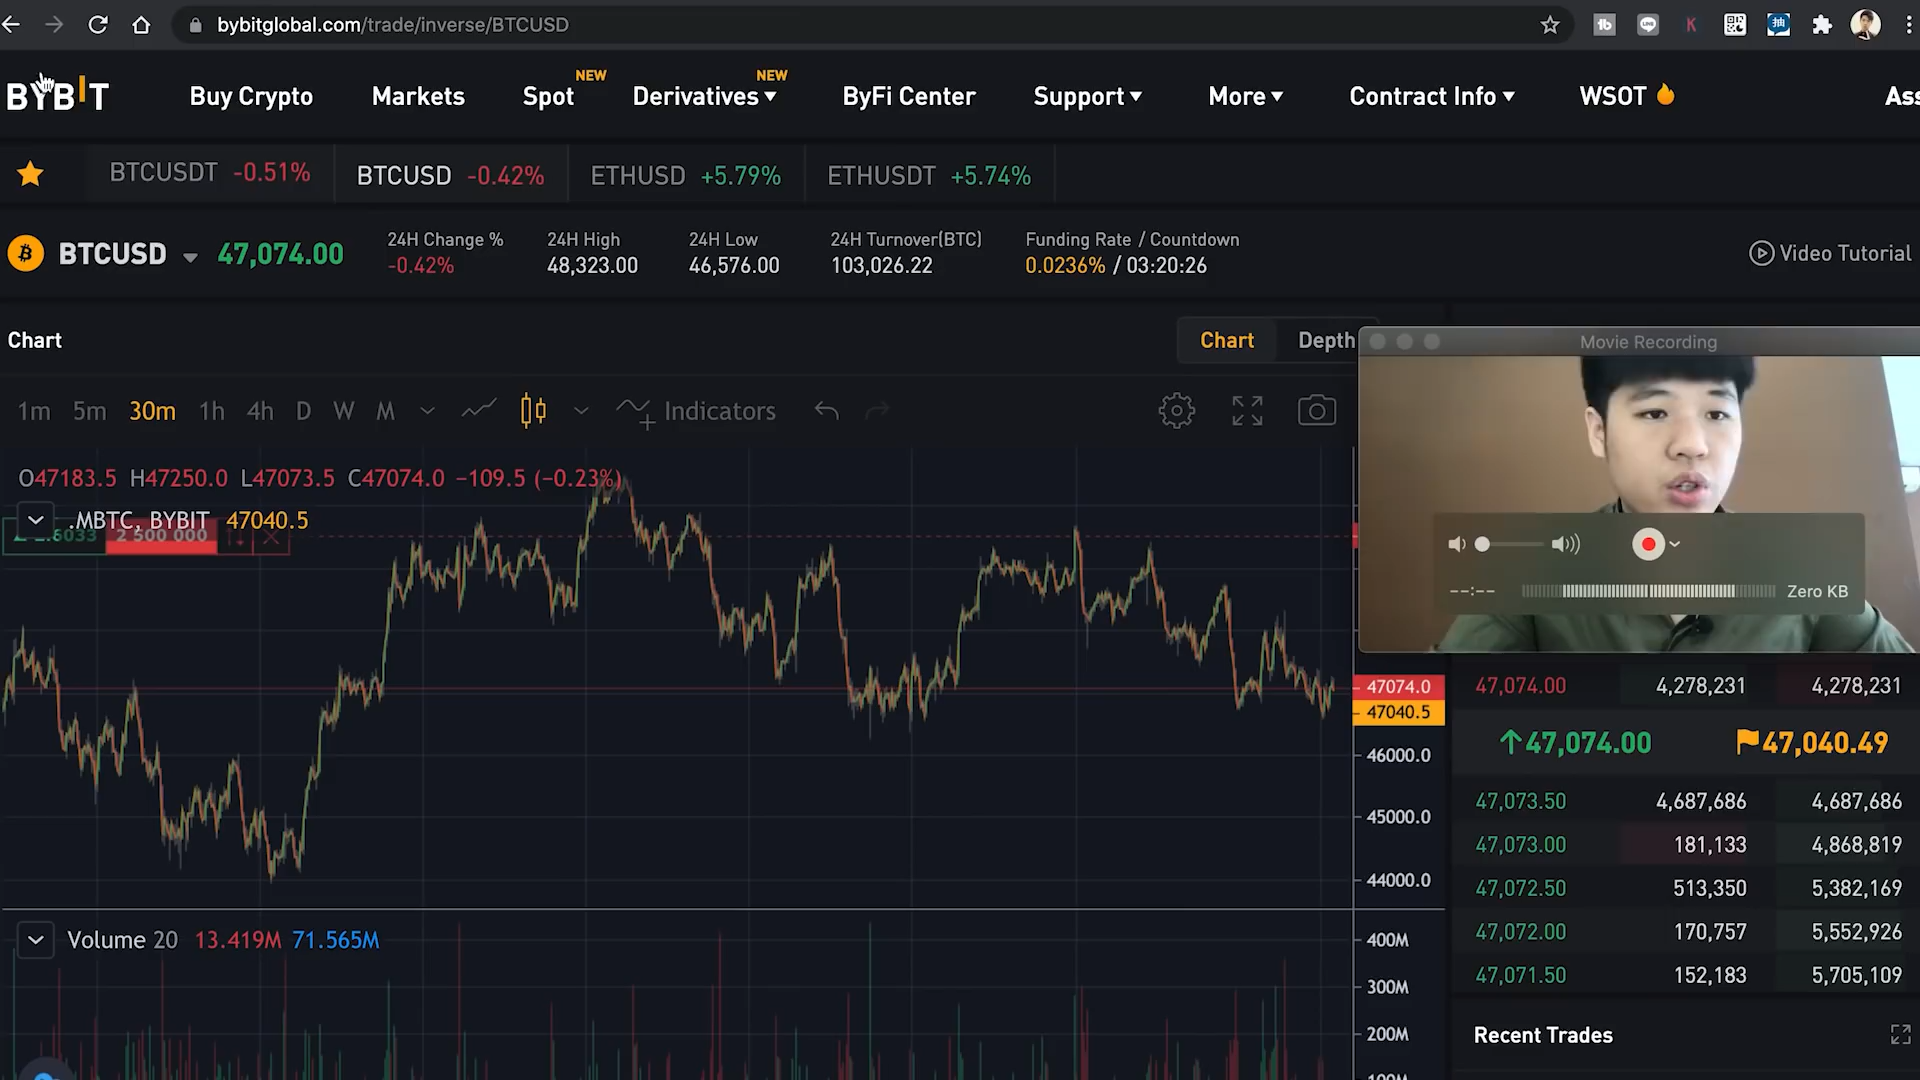 bybitglobal.com/trade/inverse/BTCUSD
BYBIT
Buy Crypto
Markets
Spot
NEW
Derivatives
NEW
ByFi Center
Support
More
Contract Info
WSOT
Ass
BTCUSDT -0.51%
BTCUSD -0.42%
ETHUSD +5.79%
ETHUSDT +5.74%
BTCUSD
47,074.00
24H Change %
-0.42%
24H High
48,323.00
24H Low
46,576.00
24H Turnover(BTC)
103,026.22
Funding Rate / Countdown
0.0236% / 03:20:26
Video Tutorial
Chart
Chart
Depth
Movie Recording
1m 5m 30m 1h 4h D W M
Indicators
O47183.5 H47250.0 L47073.5 C47074.0 −109.5 (−0.23%)
.MBTC, BYBIT 47040.5
2 500 000
--:--
Zero KB
47074.0
47040.5
46000.0
45000.0
44000.0
47,074.00 4,278,231 4,278,231
47,074.00
47,040.49
47,073.50 4,687,686 4,687,686
47,073.00 181,133 4,868,819
47,072.50 513,350 5,382,169
47,072.00 170,757 5,552,926
47,071.50 152,183 5,705,109
Recent Trades
Volume 20 13.419M 71.565M
400M
300M
200M
100M
抽
K